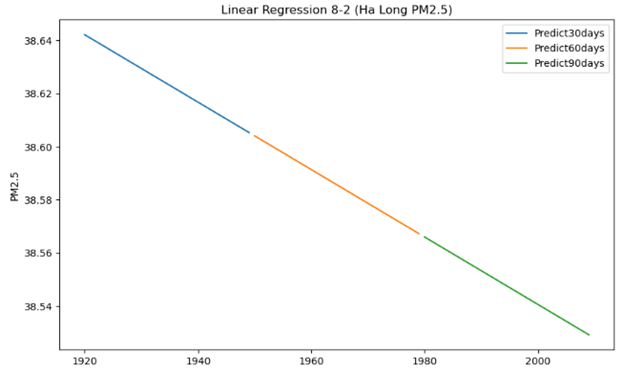 Linear Regression 8-2 (Ha Long PM2.5)
Predict30days
Predict60days
Predict90days
PM2.5
38.64
38.62
38.60
38.58
38.56
38.54
1920
1940
1960
1980
2000